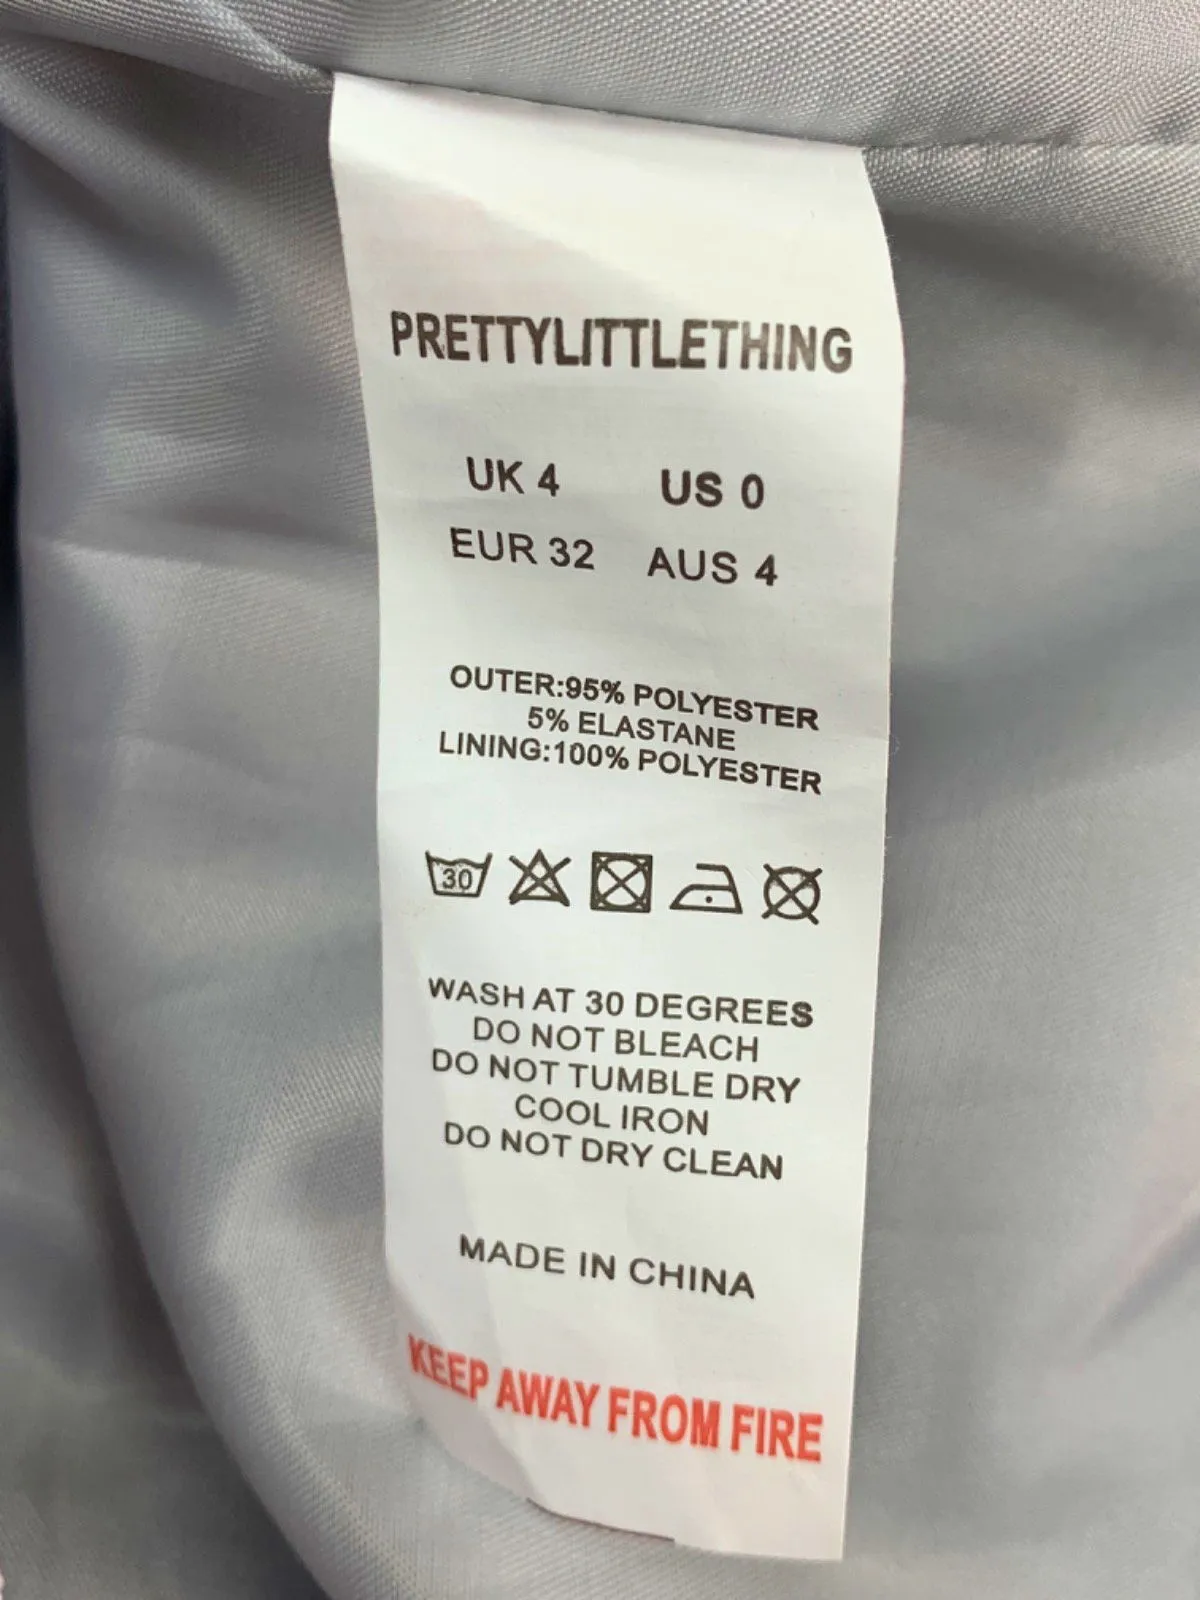 PRETTYLITTLETHING
UK 4 US 0
EUR 32 AUS 4
OUTER:95% POLYESTER
5% ELASTANE
LINING:100% POLYESTER
30
WASH AT 30 DEGREES
DO NOT BLEACH
DO NOT TUMBLE DRY
COOL IRON
DO NOT DRY CLEAN
MADE IN CHINA
KEEP AWAY FROM FIRE